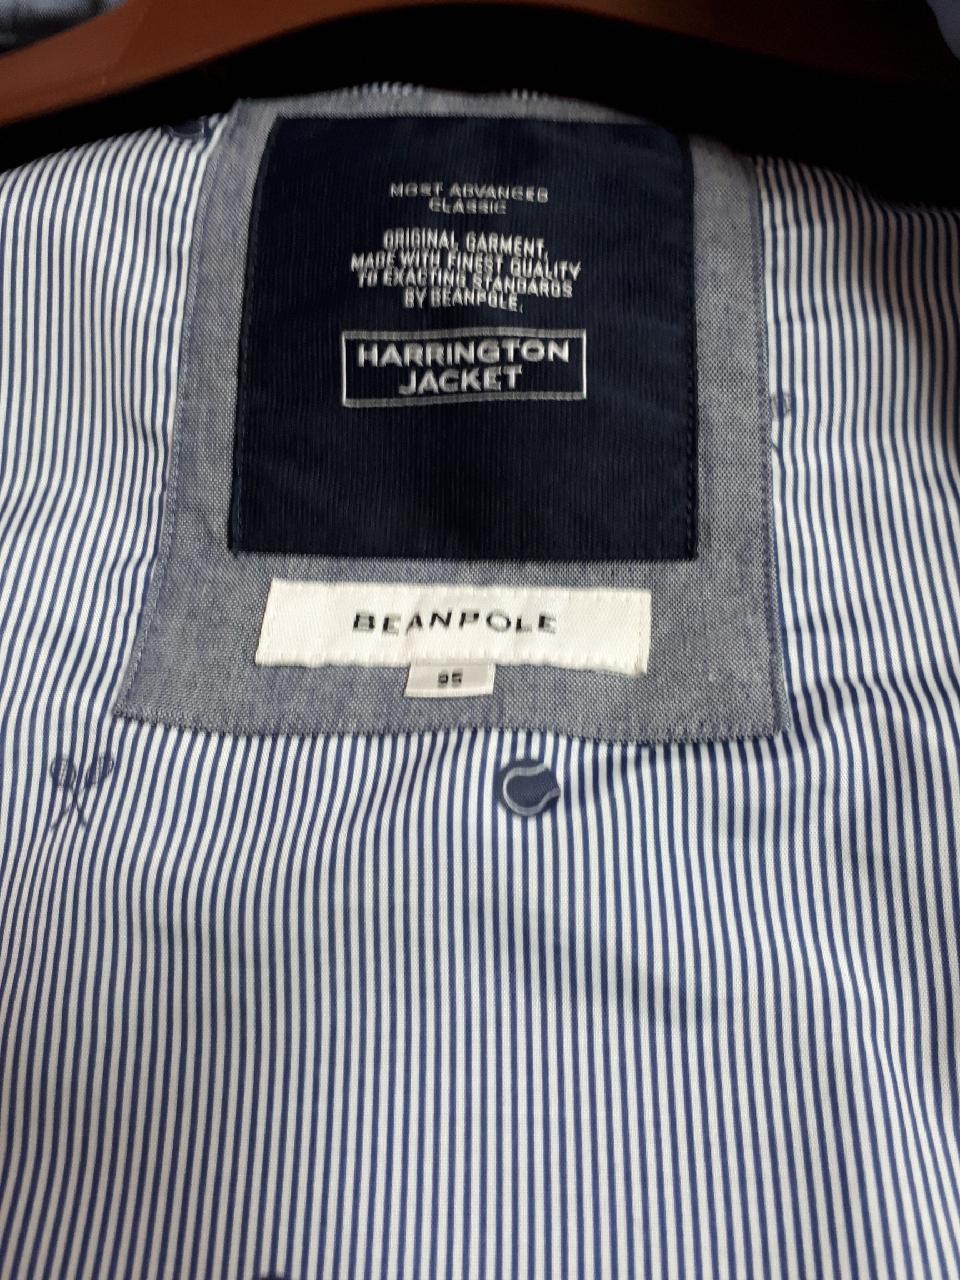 MOST ADVANCED
CLASSIC
ORIGINAL GARMENT,
MADE WITH FINEST QUALITY
TO EXACTING STANDARDS
BY BEANPOLE.
HARRINGTON
JACKET
BEANPOLE
95